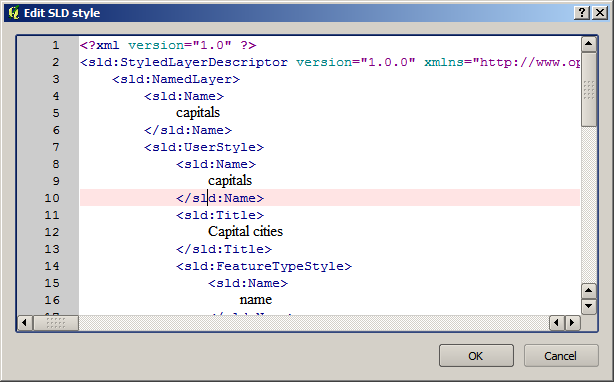 Edit SLD style
1 <?xml version="1.0" ?>
2 <sld:StyledLayerDescriptor version="1.0.0" xmlns="http://www.op
3 <sld:NamedLayer>
4 <sld:Name>
5 capitals
6 </sld:Name>
7 <sld:UserStyle>
8 <sld:Name>
9 capitals
10 </sld:Name>
11 <sld:Title>
12 Capital cities
13 </sld:Title>
14 <sld:FeatureTypeStyle>
15 <sld:Name>
16 name
OK Cancel